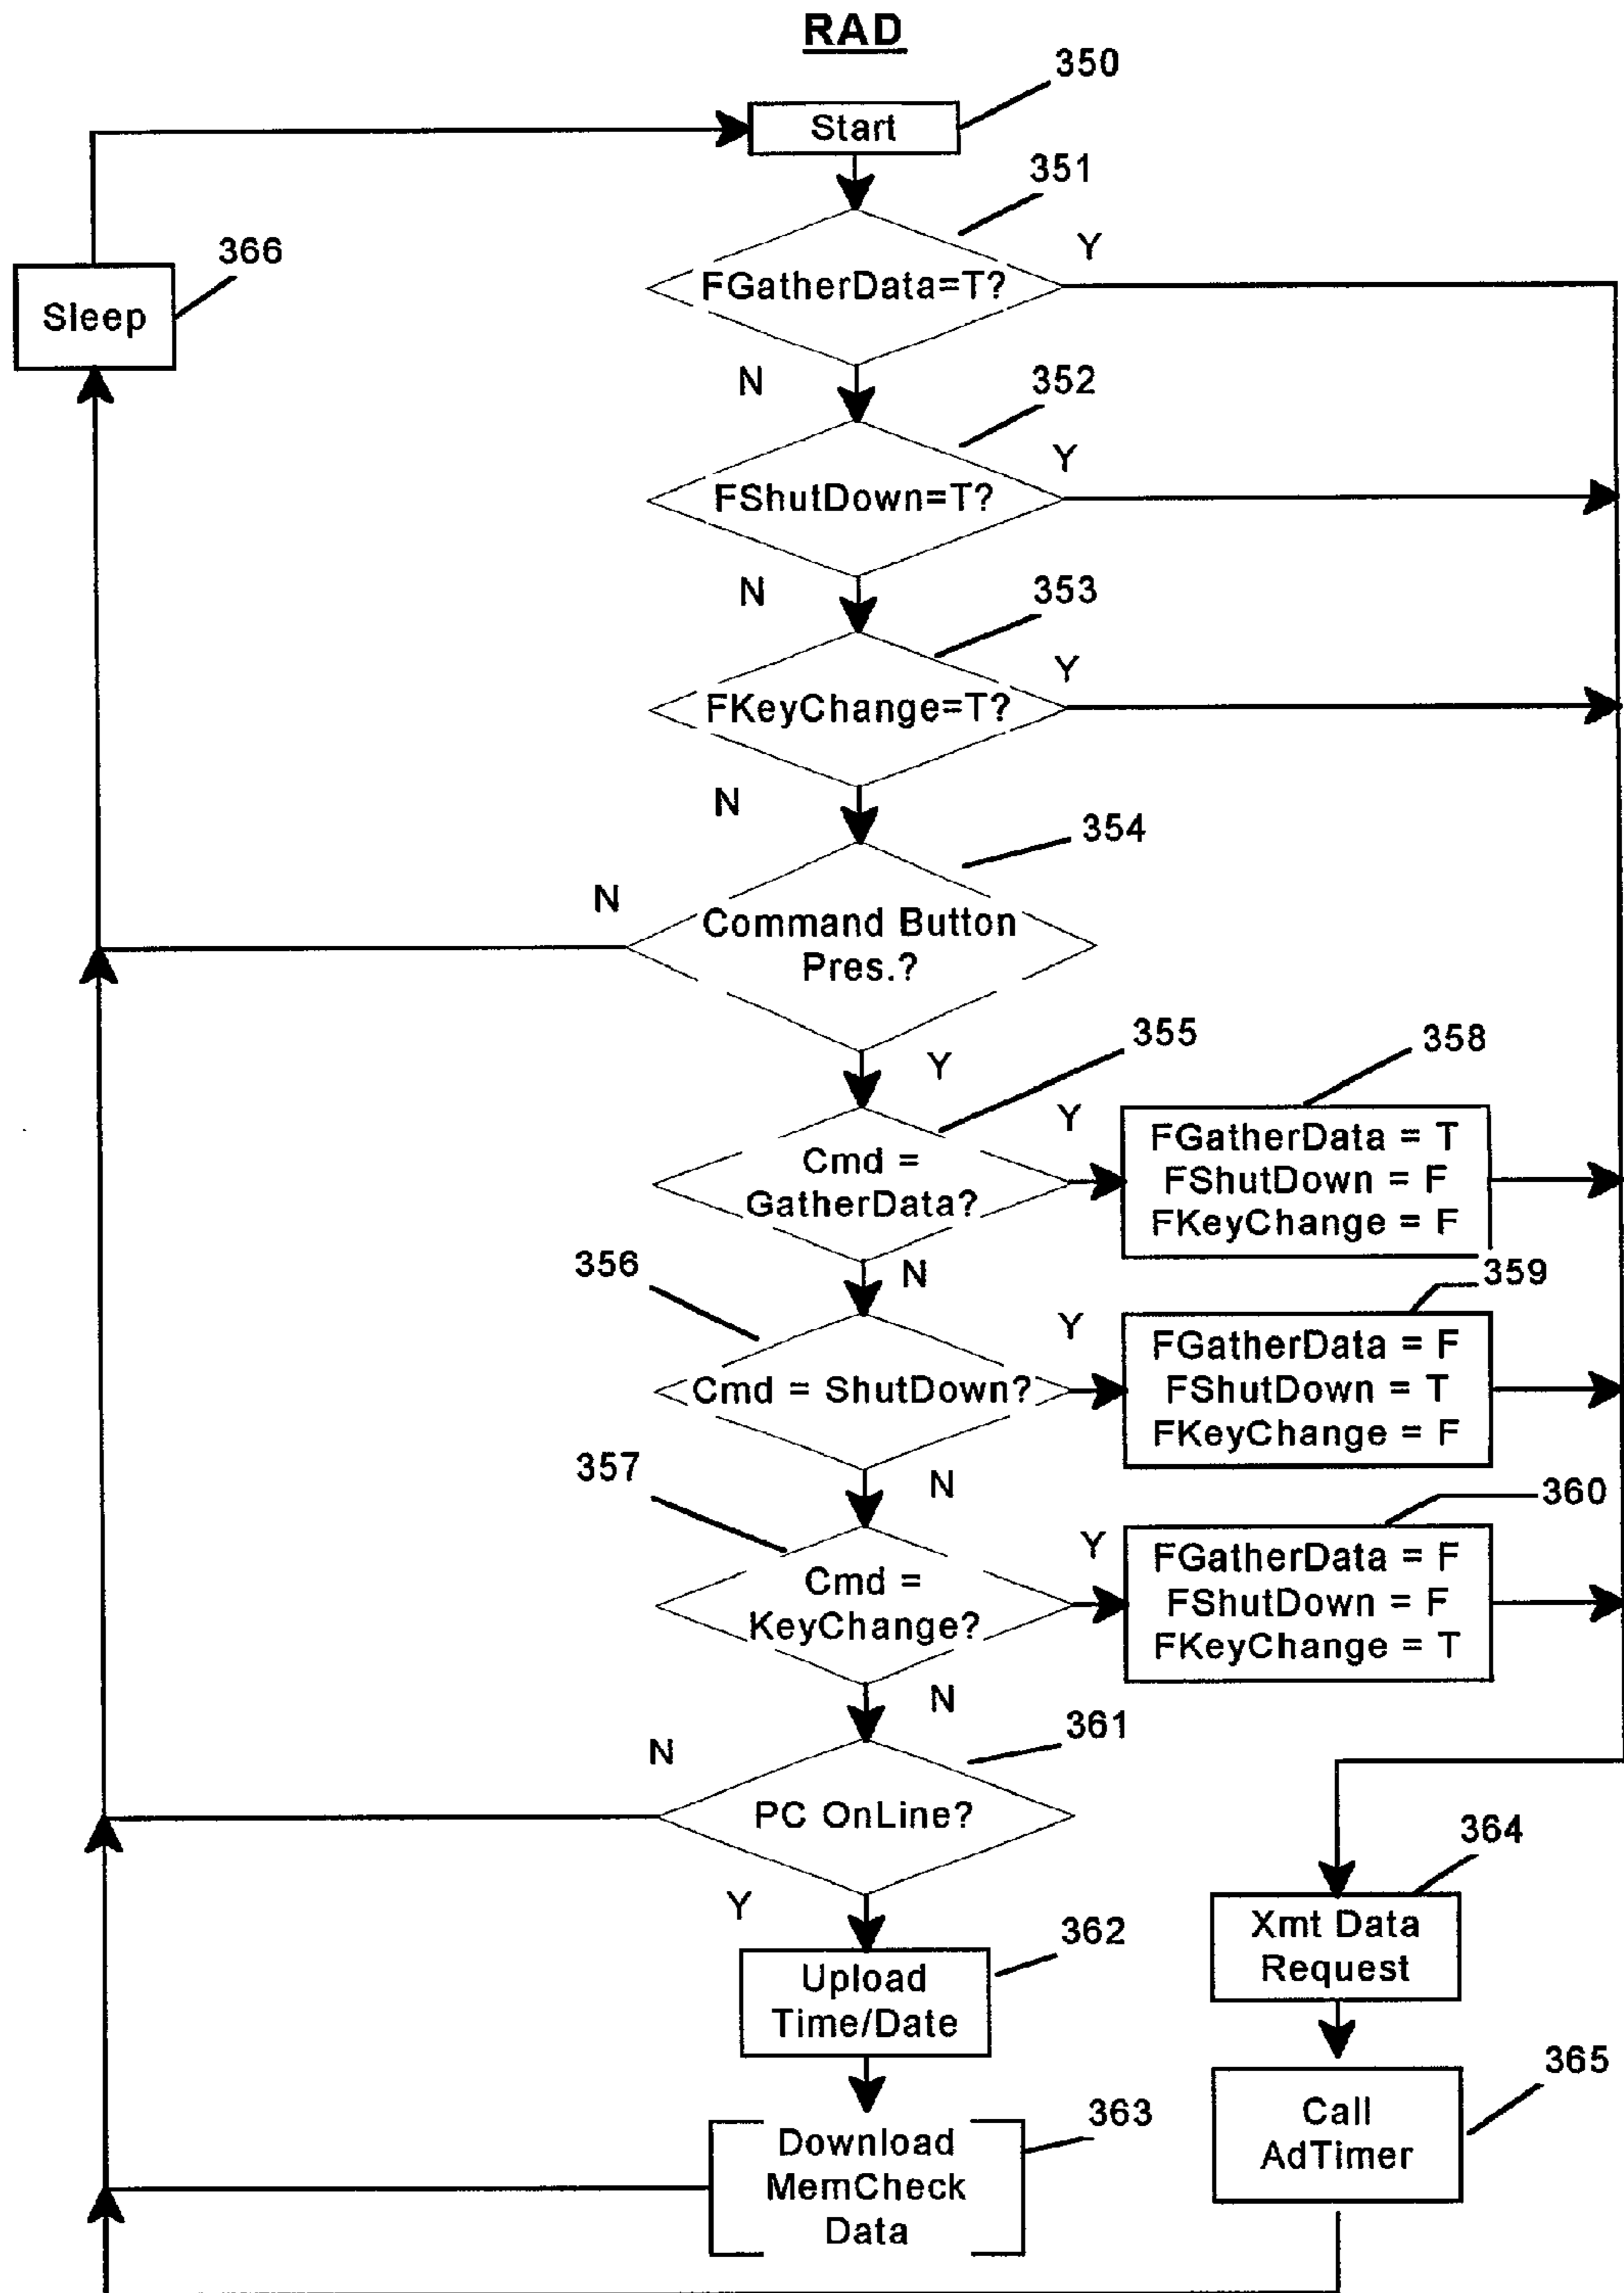 RAD
350
Start
351
Y
366
FGatherData=T?
Sleep
N
352
Y
FShutDown=T?
N
353
Y
FKeyChange=T?
N
354
N
Command Button
Pres.?
355
358
Y
Y
FGatherData = T
FShutDown = F
FKeyChange = F
Cmd =
GatherData?
356
N
359
Y
FGatherData = F
FShutDown = T
FKeyChange = F
Cmd = ShutDown?
357
N
360
Y
FGatherData = F
FShutDown = F
FKeyChange = T
Cmd =
KeyChange?
N
361
N
PC OnLine?
364
Y
Xmt Data
Request
362
Upload
Time/Date
365
363
Call
AdTimer
Download
MemCheck
Data